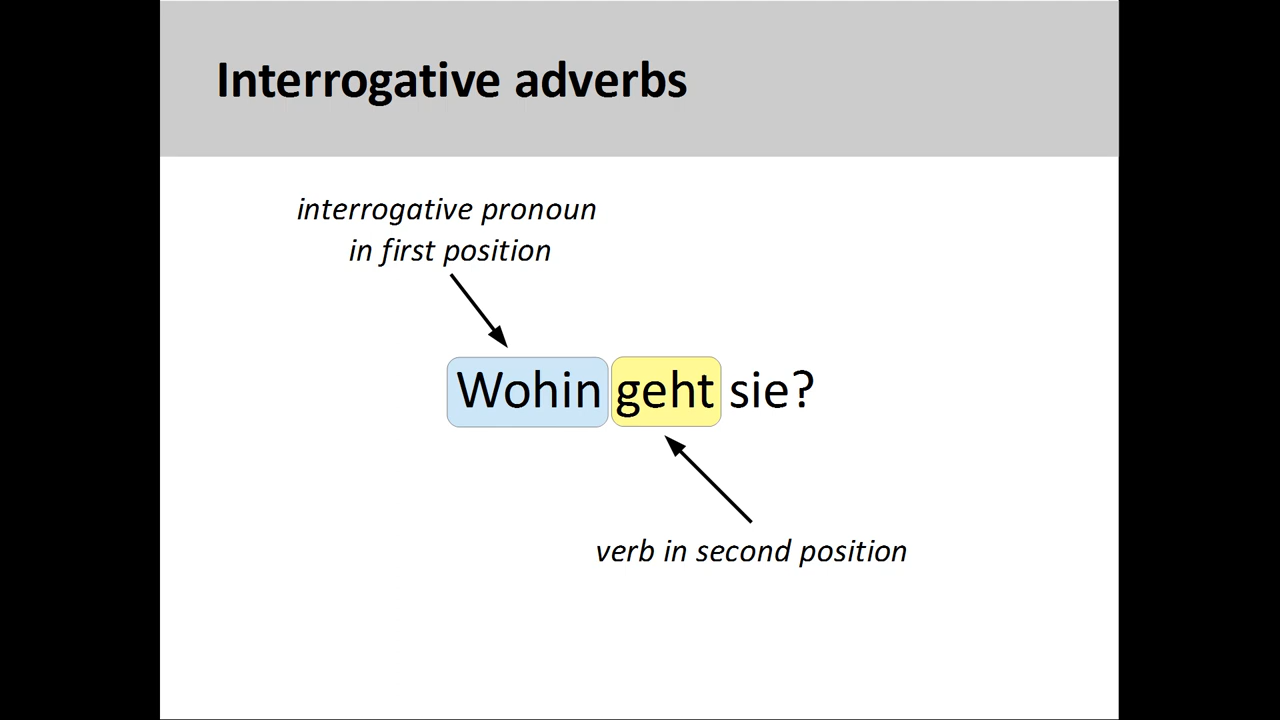 Interrogative adverbs
interrogative pronoun
in first position
Wohin geht sie?
verb in second position